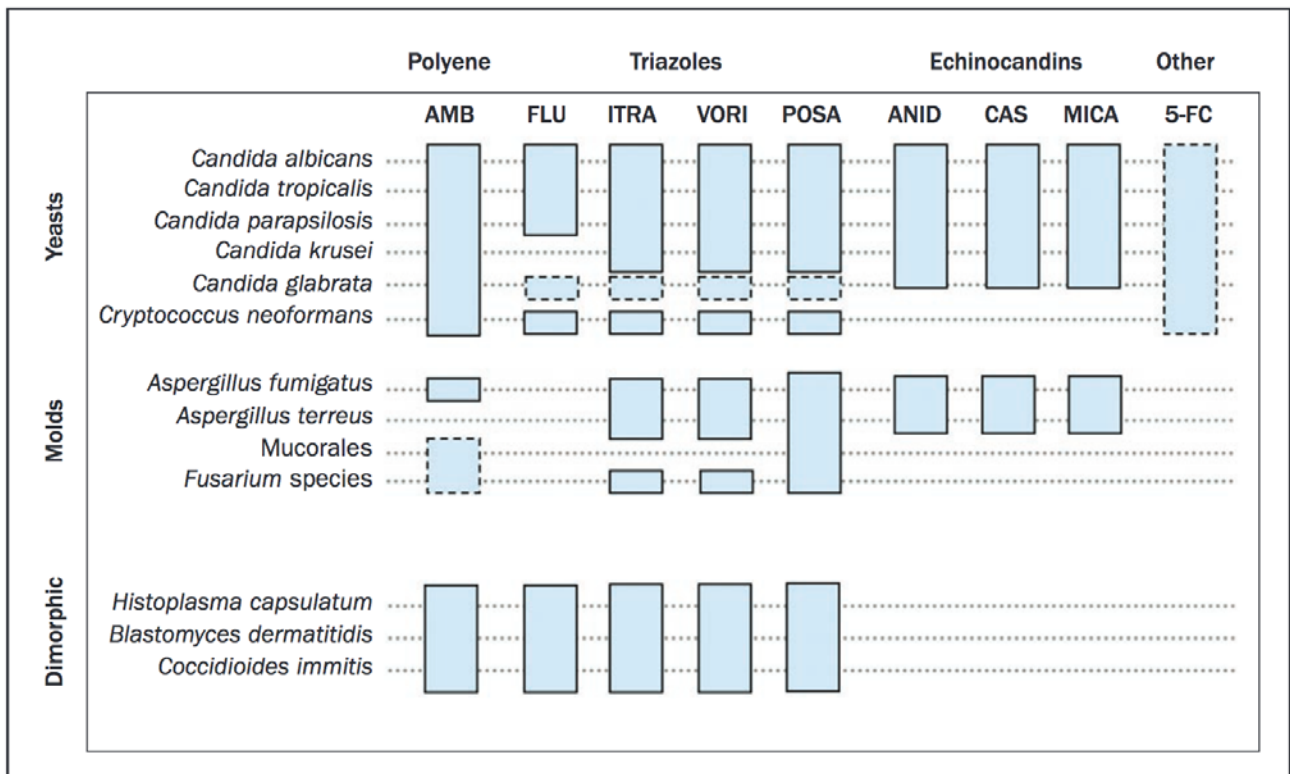 Polyene Triazoles Echinocandins Other
AMB FLU ITRA VORI POSA ANID CAS MICA 5-FC
Yeasts
Candida albicans
Candida tropicalis
Candida parapsilosis
Candida krusei
Candida glabrata
Cryptococcus neoformans
Molds
Aspergillus fumigatus
Aspergillus terreus
Mucorales
Fusarium species
Dimorphic
Histoplasma capsulatum
Blastomyces dermatitidis
Coccidioides immitis